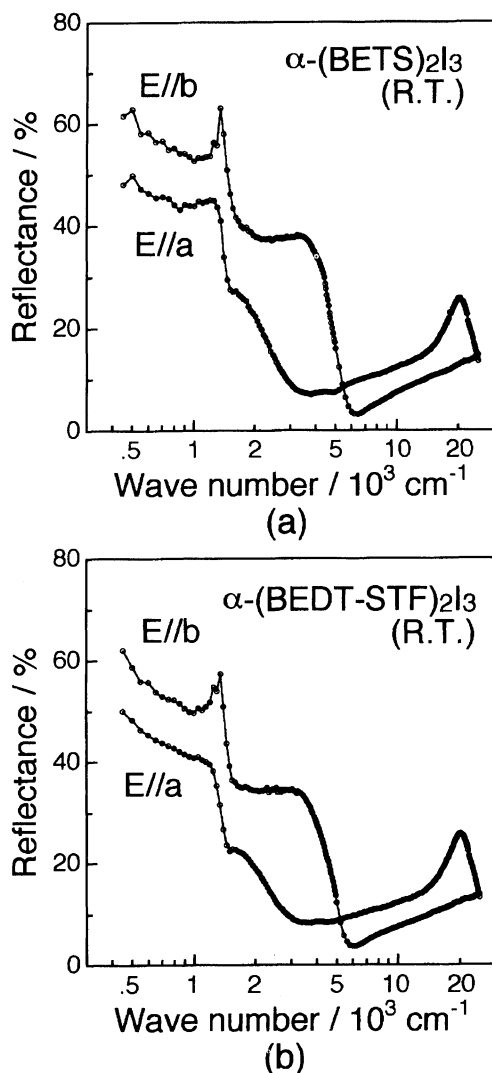 80
60
40
20
0
Reflectance / %
α-(BETS)₂I₃
(R.T.)
E//b
E//a
.5 1 2 5 10 20
Wave number / 10³ cm⁻¹
(a)
80
60
40
20
0
Reflectance / %
α-(BEDT-STF)₂I₃
(R.T.)
E//b
E//a
.5 1 2 5 10 20
Wave number / 10³ cm⁻¹
(b)